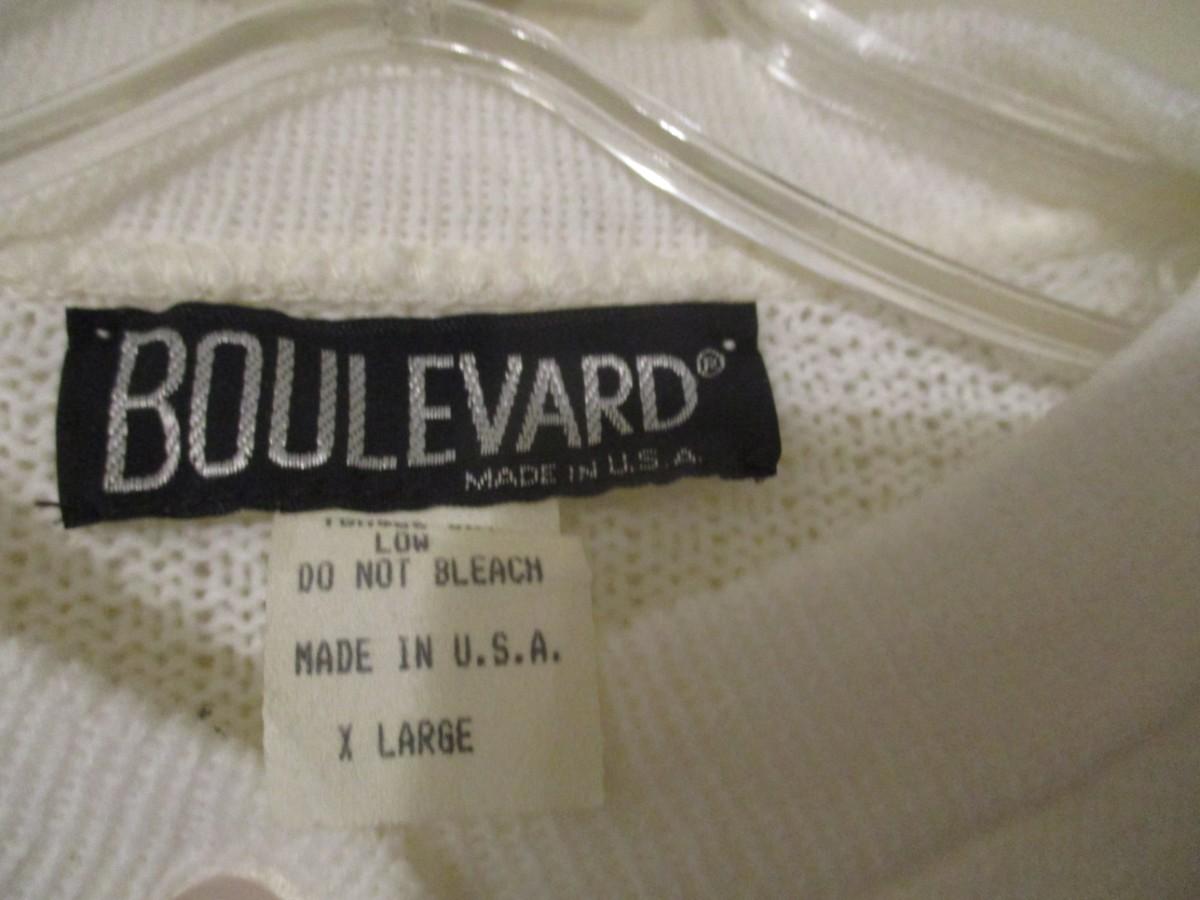 BOULEVARD®
MADE IN U.S.A.
LOW
DO NOT BLEACH
MADE IN U.S.A.
X LARGE